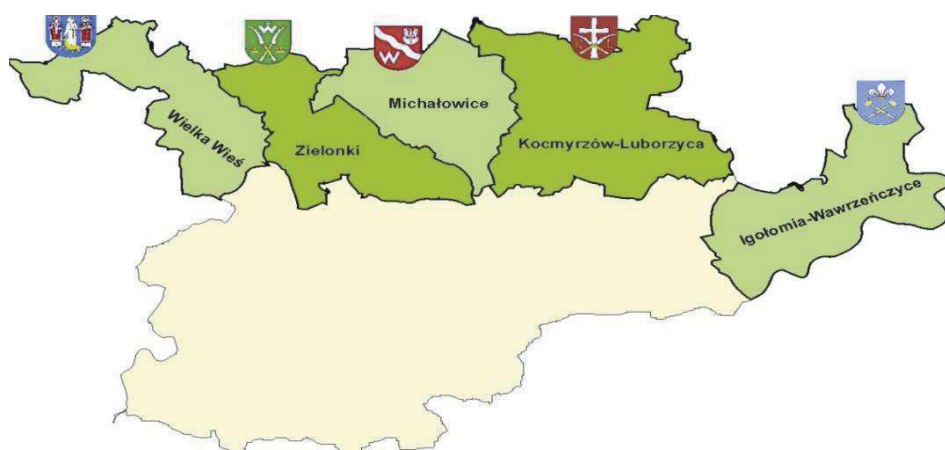 Wielka Wieś
Zielonki
Michałowice
Kocmyrzów-Luborzyca
Igołomia-Wawrzeńczyce